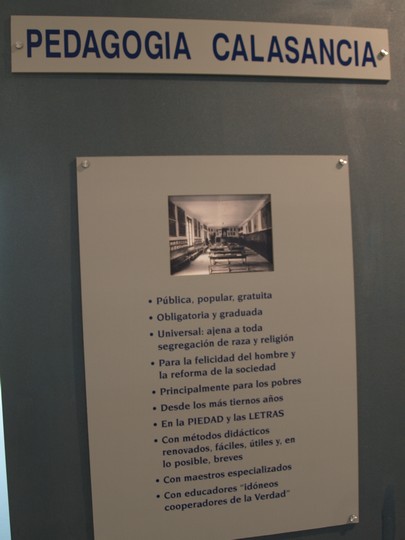 PEDAGOGIA CALASANCIA
• Pública, popular, gratuita
• Obligatoria y graduada
• Universal: ajena a toda
segregación de raza y religión
• Para la felicidad del hombre y
la reforma de la sociedad
• Principalmente para los pobres
• Desde los más tiernos años
• En la PIEDAD y las LETRAS
• Con métodos didácticos
renovados, fáciles, útiles y, en
lo posible, breves
• Con maestros especializados
• Con educadores "idóneos
cooperadores de la Verdad"